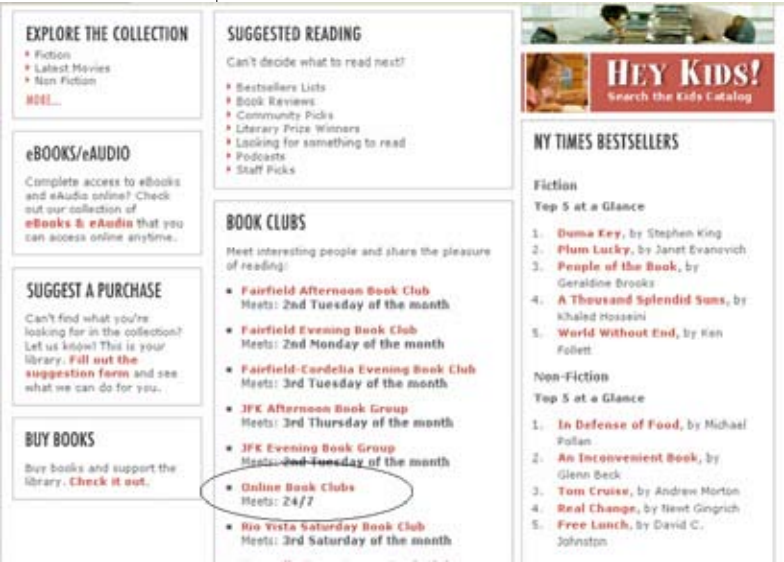 EXPLORE THE COLLECTION
Fiction
Latest Movies
Non Fiction
MORE...
eBOOKS/eAUDIO
Complete access to eBooks
and eAudio online? Check
out our collection of
eBooks & eAudio that you
can access online anytime.
SUGGEST A PURCHASE
Can't find what you're
looking for in the collection?
Let us know! This is your
library. Fill out the
suggestion form and see
what we can do for you.
BUY BOOKS
Buy books and support the
library. Check it out.
SUGGESTED READING
Can't decide what to read next?
Bestsellers Lists
Book Reviews
Community Picks
Literary Prize Winners
Looking for something to read
Podcasts
Staff Picks
BOOK CLUBS
Meet interesting people and share the pleasure
of reading:
Fairfield Afternoon Book Club
Meets: 2nd Tuesday of the month
Fairfield Evening Book Club
Meets: 2nd Monday of the month
Fairfield-Cordelia Evening Book Club
Meets: 3rd Tuesday of the month
JFK Afternoon Book Group
Meets: 3rd Thursday of the month
JFK Evening Book Group
Meets: 2nd Tuesday of the month
Online Book Clubs
Meets: 24/7
Rio Vista Saturday Book Club
Meets: 3rd Saturday of the month
HEY KIDS!
Search the Kids Catalog
NY TIMES BESTSELLERS
Fiction
Top 5 at a Glance
1. Duma Key, by Stephen King
2. Plum Lucky, by Janet Evanovich
3. People of the Book, by
Geraldine Brooks
4. A Thousand Splendid Suns, by
Khaled Hosseini
5. World Without End, by Ken
Follett
Non-Fiction
Top 5 at a Glance
1. In Defense of Food, by Michael
Pollan
2. An Inconvenient Book, by
Glenn Beck
3. Tom Cruise, by Andrew Morton
4. Real Change, by Newt Gingrich
5. Free Lunch, by David C.
Johnston